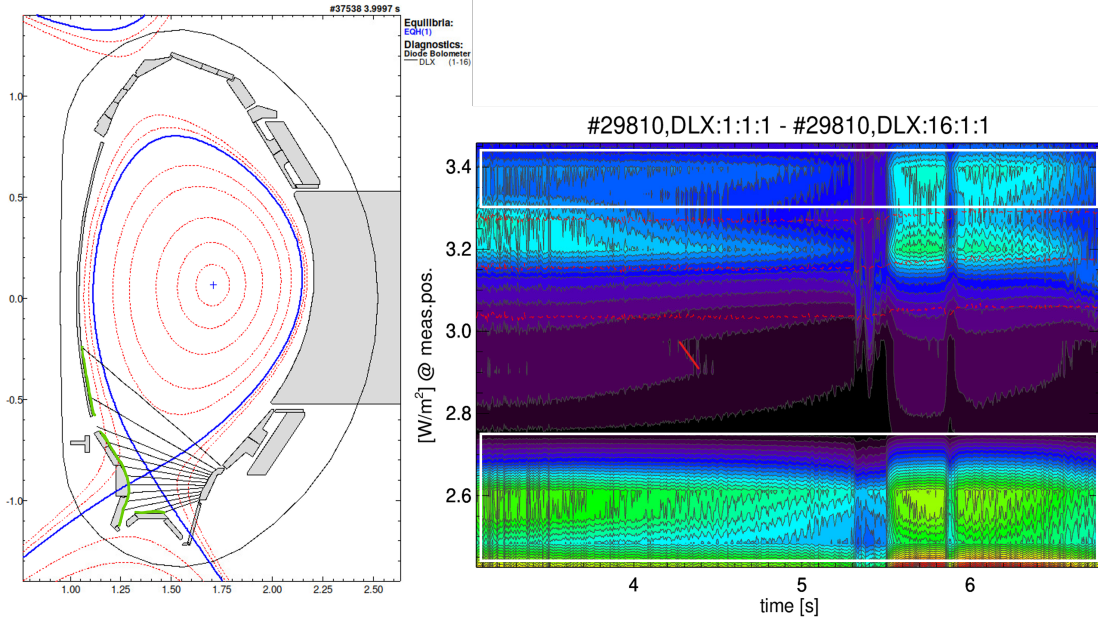 #37538 3.9997 s
Equilibria:
EQH(1)
Diagnostics:
Diode Bolometer
DLX (1-16)
1.0
0.5
0.0
-0.5
-1.0
1.00 1.25 1.50 1.75 2.00 2.25 2.50
#29810,DLX:1:1:1 - #29810,DLX:16:1:1
[W/m²] @ meas.pos.
3.4
3.2
3.0
2.8
2.6
4 5 6
time [s]